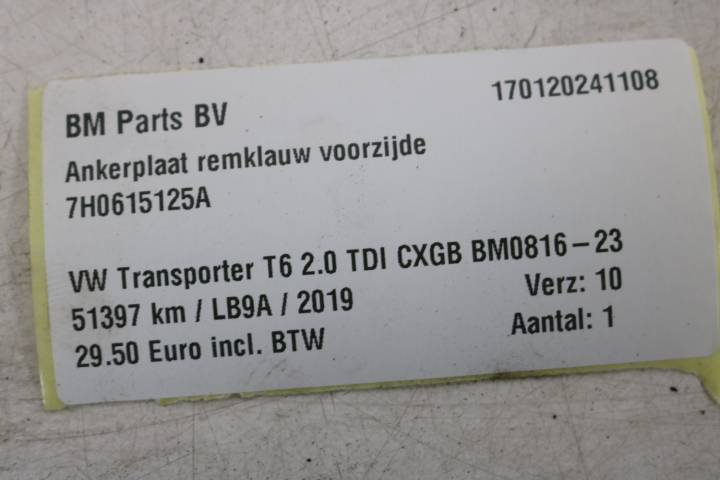 BM Parts BV
170120241108
Ankerplaat remklauw voorzijde
7H0615125A
VW Transporter T6 2.0 TDI CXGB BM0816-23
51397 km / LB9A / 2019
Verz: 10
29.50 Euro incl. BTW
Aantal: 1